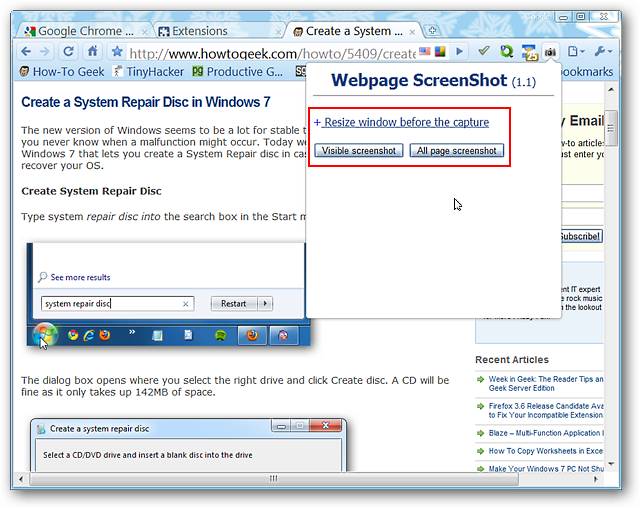 Google
Google Chrome
Extensions
Create a System
http://www.howtogeek.com/howto/5409/create
25
How-To Geek
TinyHacker
Productive G...
bookmarks
Webpage ScreenShot (1.1)
+ Resize window before the capture
Visible screenshot
All page screenshot
Create a System Repair Disc in Windows 7
The new version of Windows seems to be a lot for stable
you never know when a malfunction might occur. Today we
Windows 7 that lets you create a System Repair disc in cas
recover your OS.
Create System Repair Disc
Type system repair disc into the search box in the Start m
See more results
system repair disc
Restart
The dialog box opens where you select the right drive and click Create disc. A CD will be
fine as it only takes up 142MB of space.
Create a system repair disc
Select a CD/DVD drive and insert a blank disc into the drive
y Email
w-to articles
ust enter you
Subscribe!
nt IT expert
e rock music
the lookout
Recent Articles
Week in Geek: The Reader Tips an
Geek Server Edition
Firefox 3.6 Release Candidate Ava
to Fix Your Incompatible Extension
Blaze – Multi-Function Application
How To Copy Worksheets in Excel
Make Your Windows 7 PC Not Shu